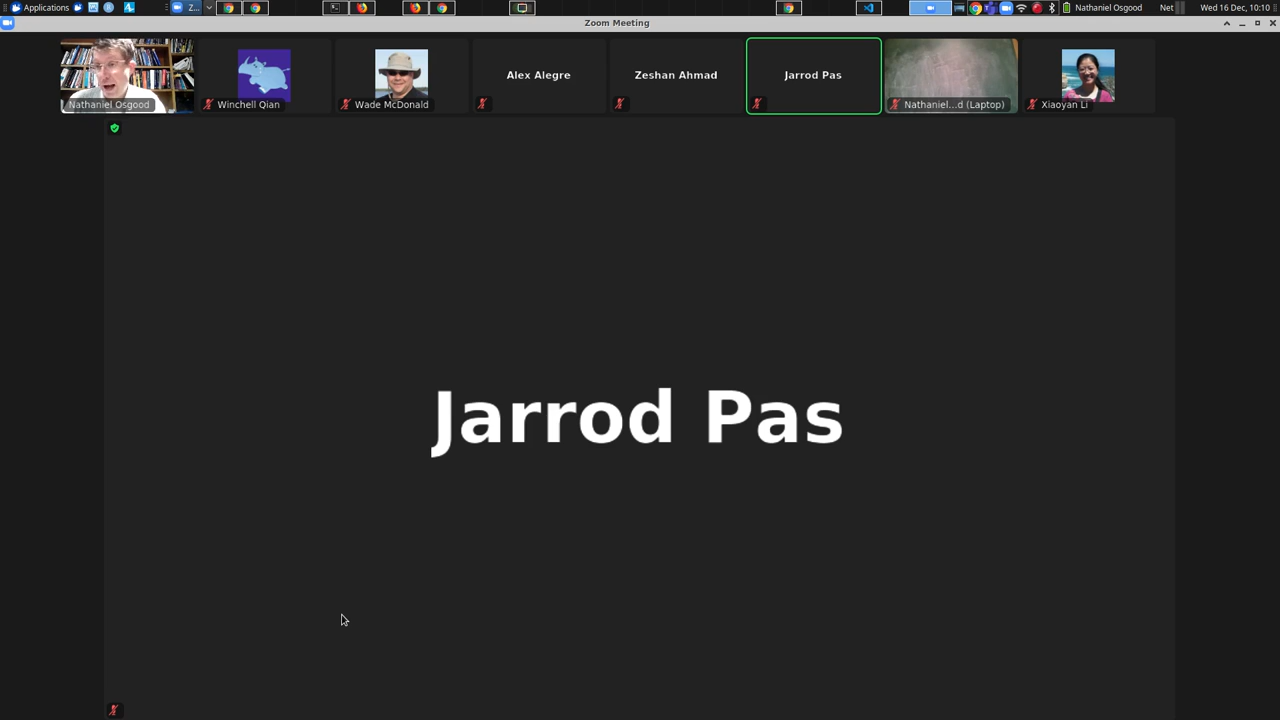 Applications
Z...
Nathaniel Osgood
Net
Wed 16 Dec, 10:10
Zoom Meeting
Nathaniel Osgood
Winchell Qian
Wade McDonald
Alex Alegre
Zeshan Ahmad
Jarrod Pas
Nathaniel...d (Laptop)
Xiaoyan Li
Jarrod Pas